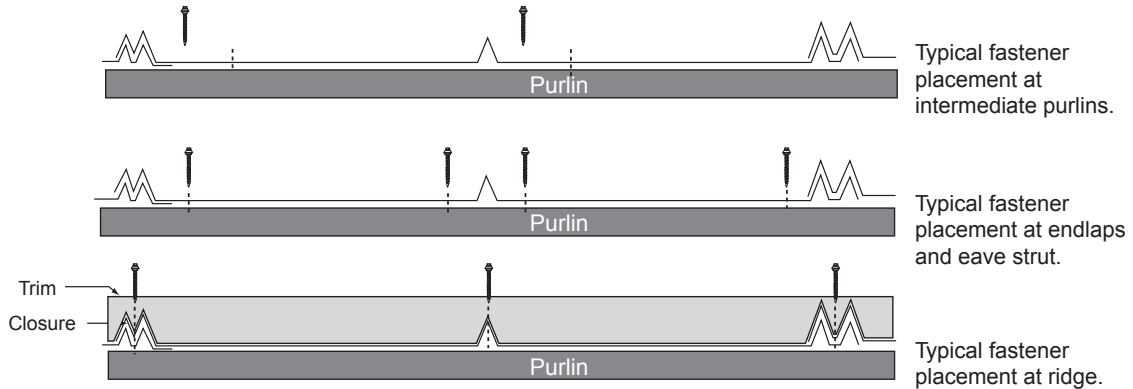 Typical fastener
placement at
intermediate purlins.
Purlin
Typical fastener
placement at endlaps
and eave strut.
Purlin
Trim
Closure
Typical fastener
placement at ridge.
Purlin